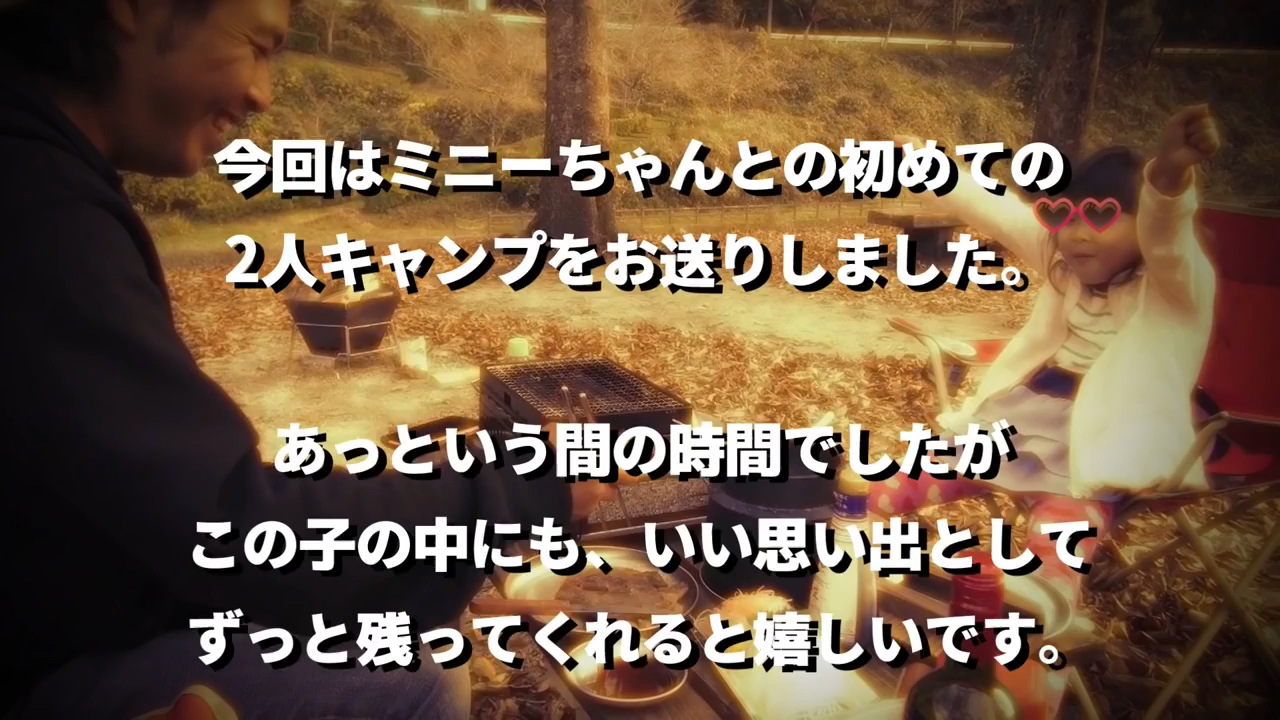 今回はミニーちゃんとの初めての
2人キャンプをお送りしました。
あっという間の時間でしたが
この子の中にも、いい思い出として
ずっと残ってくれると嬉しいです。